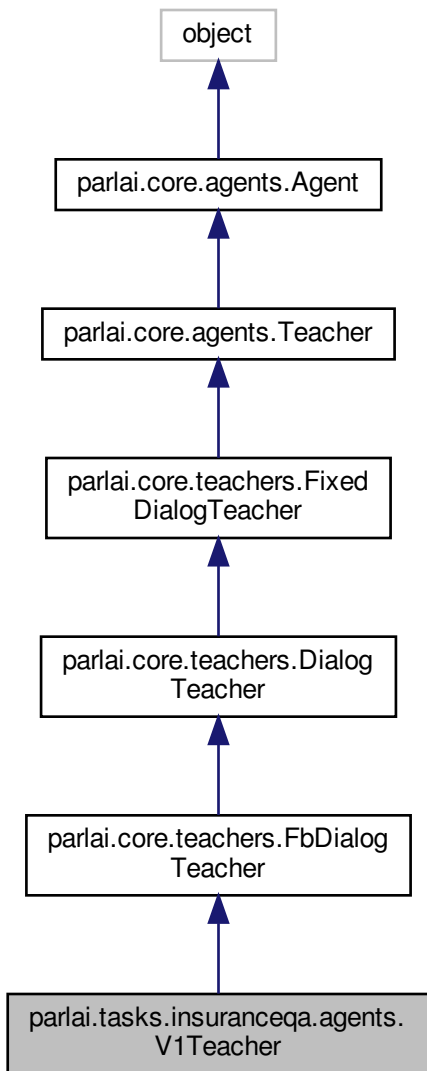 object
parlai.core.agents.Agent
parlai.core.agents.Teacher
parlai.core.teachers.Fixed
DialogTeacher
parlai.core.teachers.Dialog
Teacher
parlai.core.teachers.FbDialog
Teacher
parlai.tasks.insuranceqa.agents.
V1Teacher